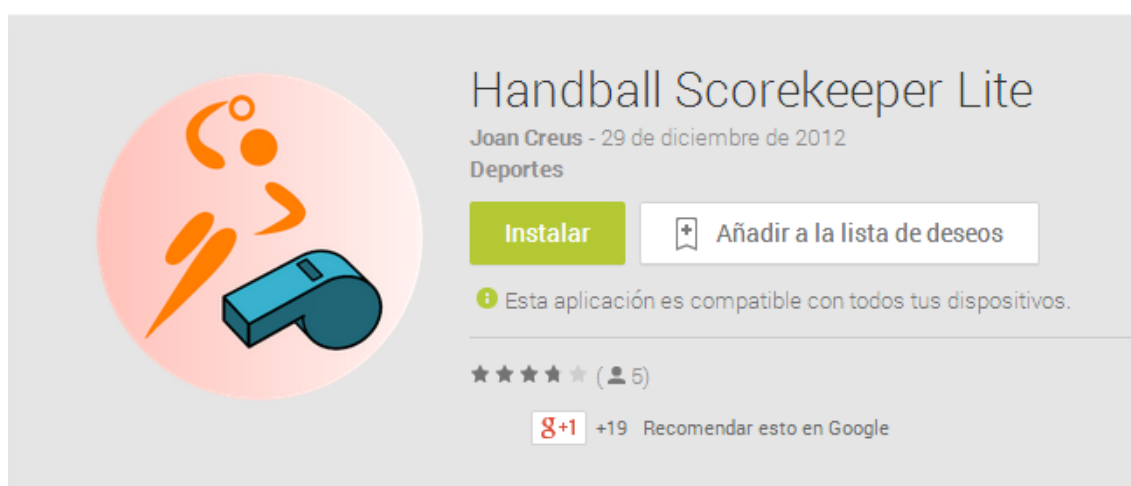 Handball Scorekeeper Lite
Joan Creus - 29 de diciembre de 2012
Deportes
Instalar
Añadir a la lista de deseos
Esta aplicación es compatible con todos tus dispositivos.
( 5)
g+1 +19 Recomendar esto en Google